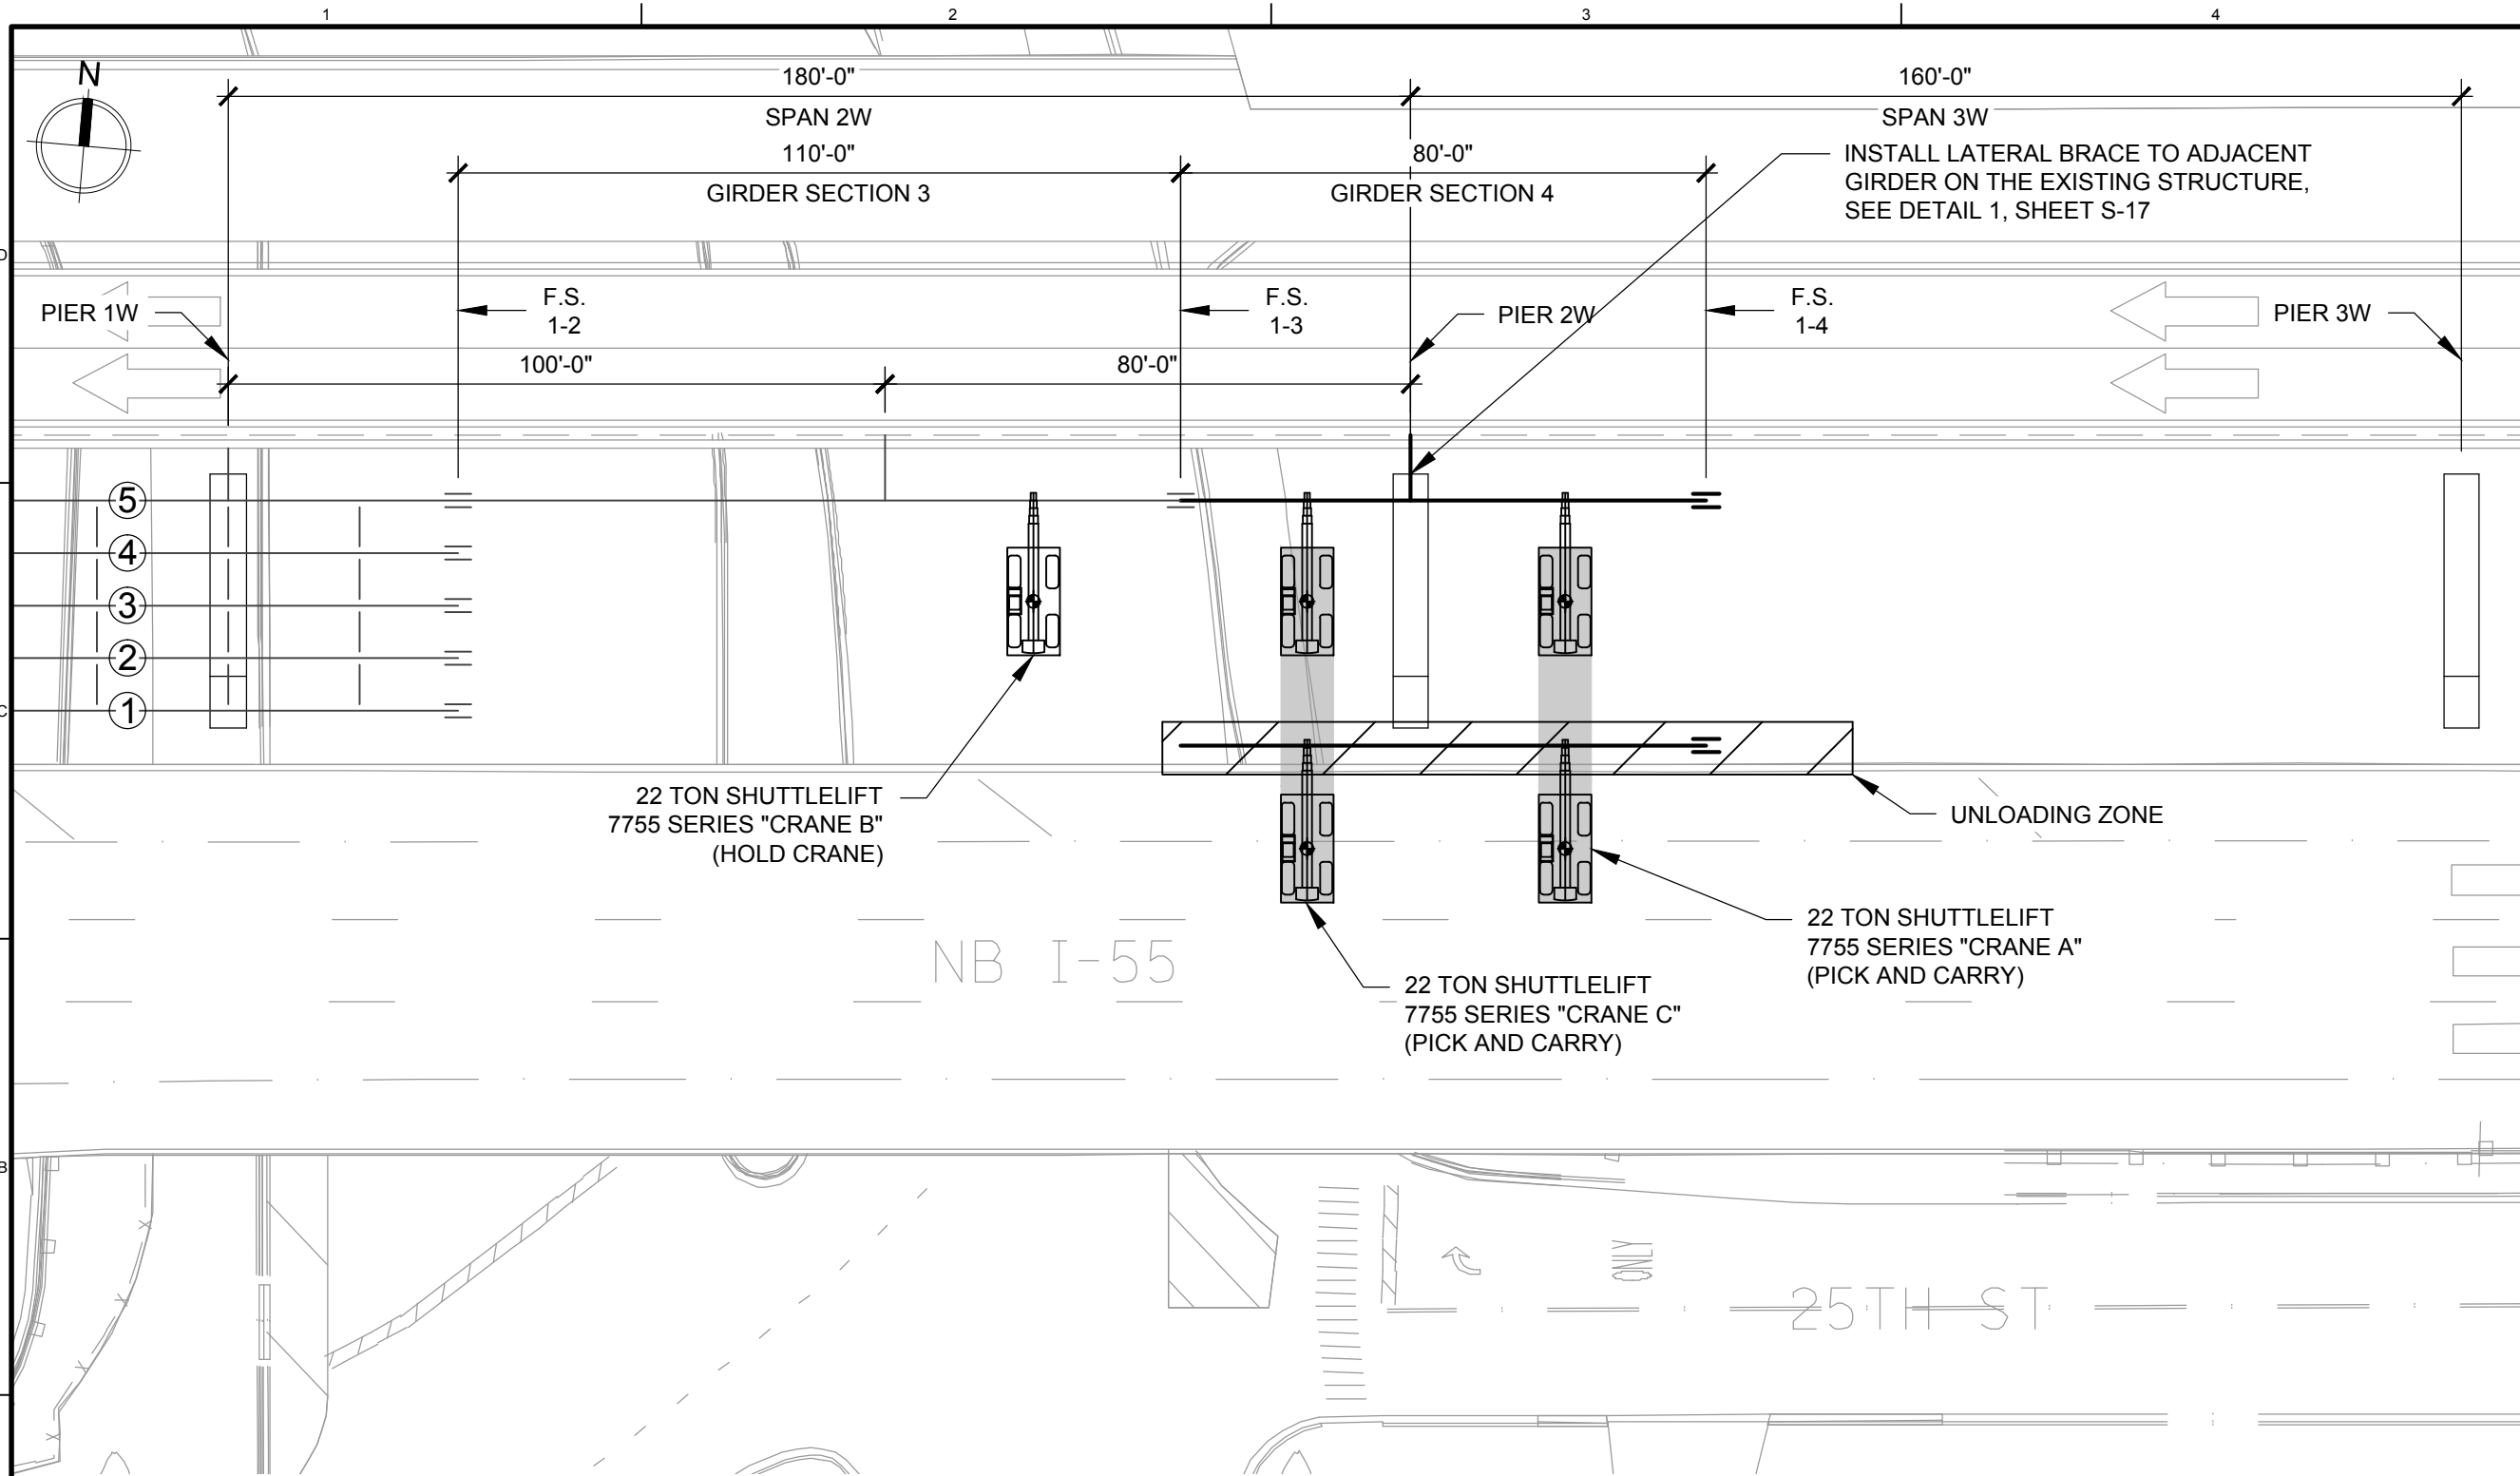 1
2
3
4
N
180'-0"
160'-0"
SPAN 2W
SPAN 3W
110'-0"
80'-0"
GIRDER SECTION 3
GIRDER SECTION 4
INSTALL LATERAL BRACE TO ADJACENT
GIRDER ON THE EXISTING STRUCTURE,
SEE DETAIL 1, SHEET S-17
D
PIER 1W
F.S.
1-2
F.S.
1-3
PIER 2W
F.S.
1-4
PIER 3W
100'-0"
80'-0"
5
4
3
2
1
C
22 TON SHUTTLELIFT
7755 SERIES "CRANE B"
(HOLD CRANE)
UNLOADING ZONE
22 TON SHUTTLELIFT
7755 SERIES "CRANE A"
(PICK AND CARRY)
22 TON SHUTTLELIFT
7755 SERIES "CRANE C"
(PICK AND CARRY)
NB I-55
B
ONLY
25TH ST